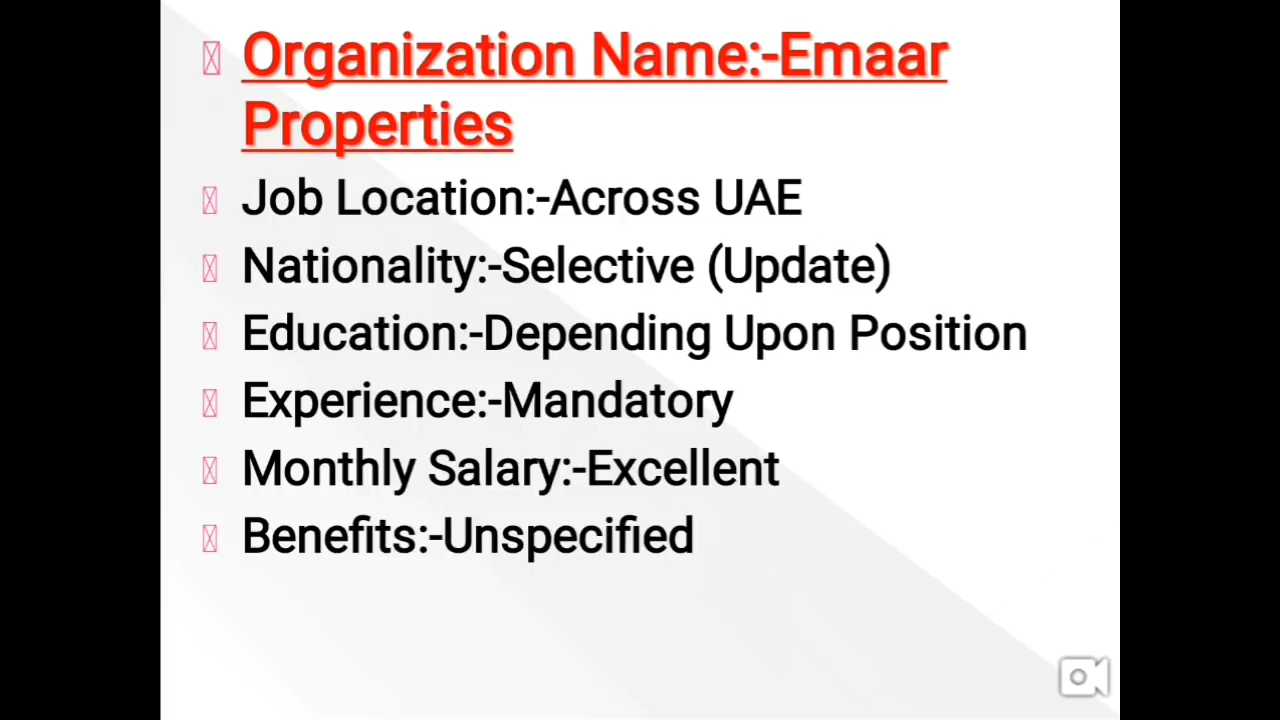 Organization Name:-Emaar
Properties
Job Location:-Across UAE
Nationality:-Selective (Update)
Education:-Depending Upon Position
Experience:-Mandatory
Monthly Salary:-Excellent
Benefits:-Unspecified